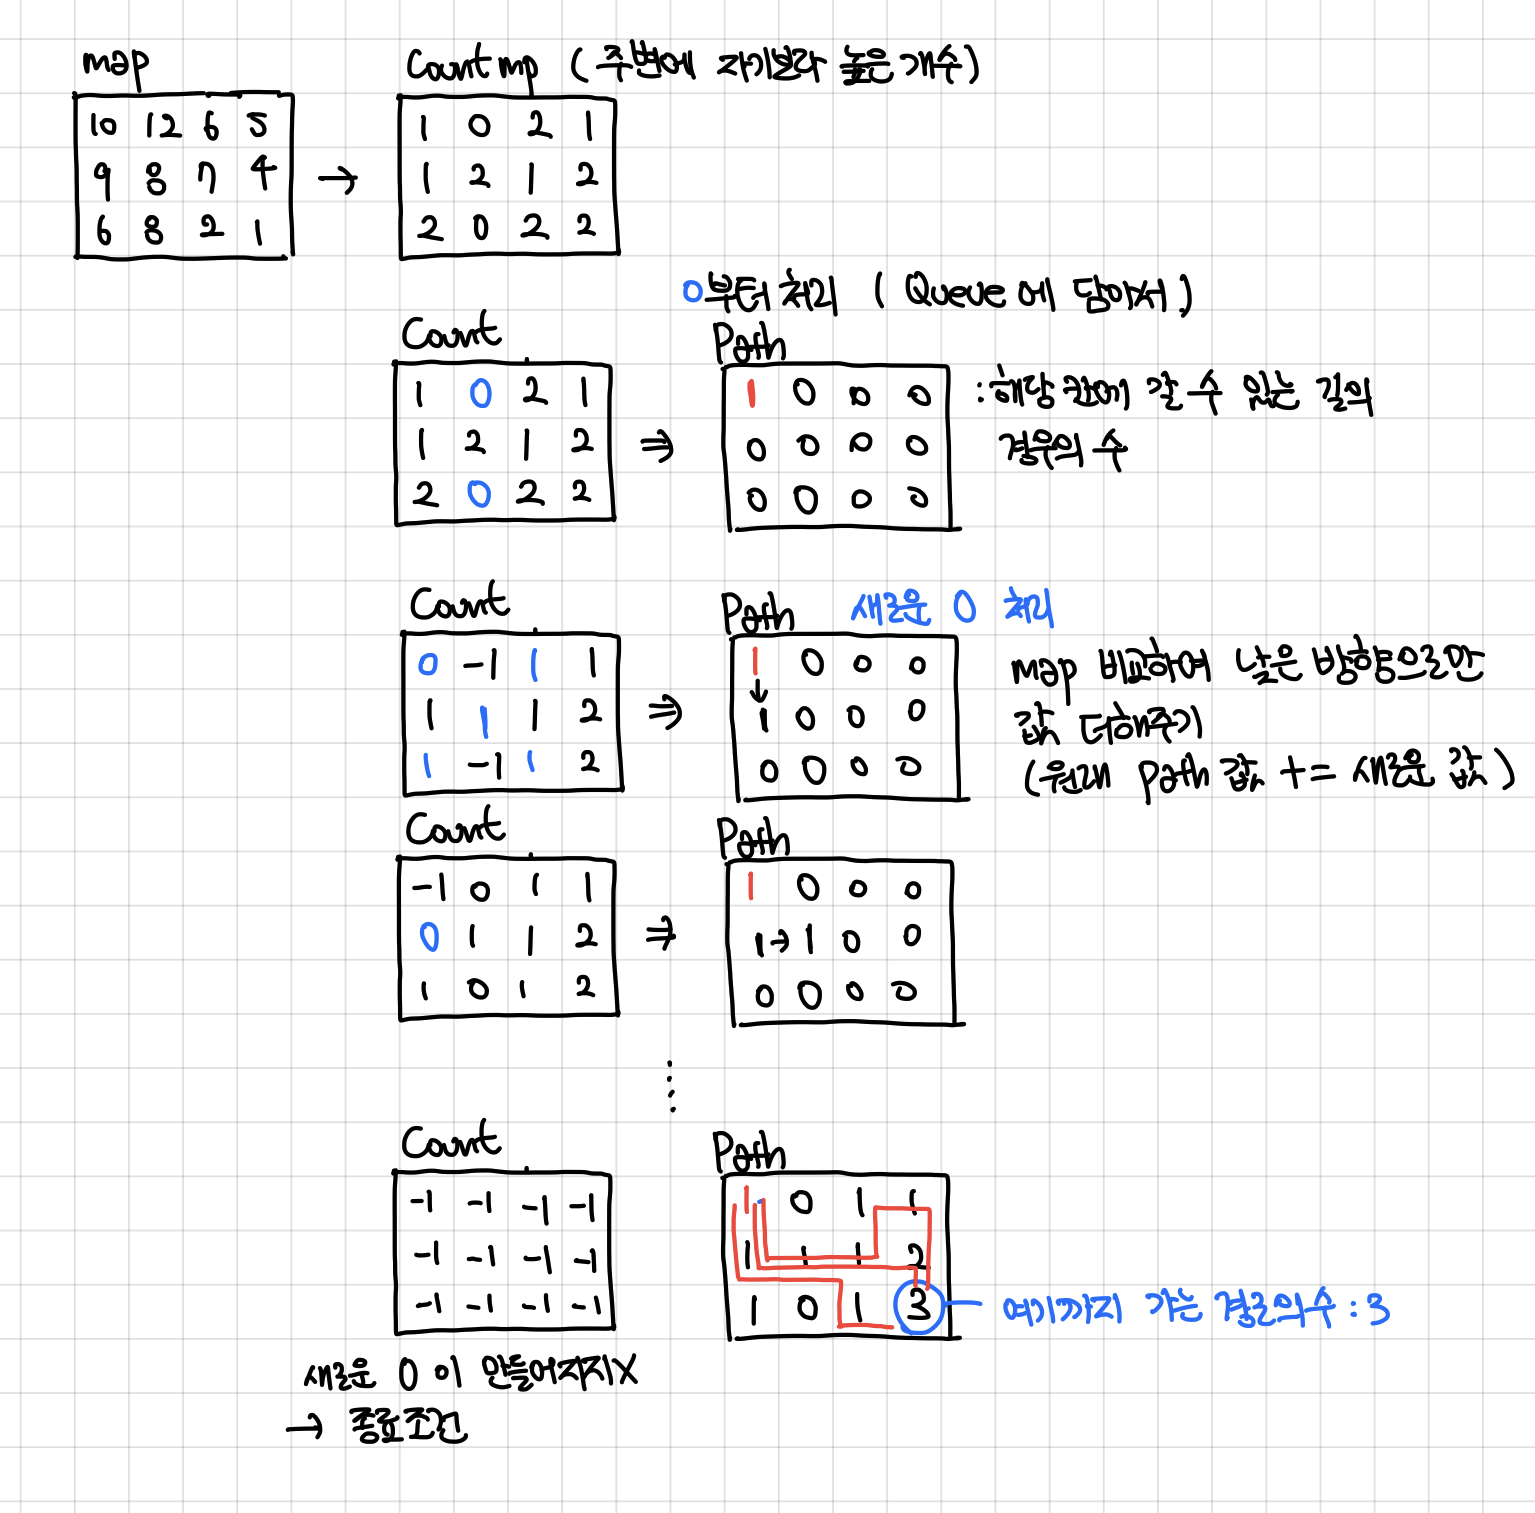 map
Count mp (주변에 자기보다 높은 개수)
10 12 6 5
9 8 7 4
6 8 2 1
→
1 0 2 1
1 2 1 2
2 0 2 2
0부터 처리 ( Queue에 담아서 )
Count
1 0 2 1
1 2 1 2
2 0 2 2
⇒
Path
1 0 0 0
0 0 0 0
0 0 0 0
: 해당 칸에 갈 수 있는 길의
경우의 수
Count
0 -1 1 1
1 1 1 2
1 -1 1 2
⇒
Path
새로운 0 처리
1 0 0 0
↓
1 0 0 0
0 0 0 0
map 비교하여 낮은 방향으로만
값 더해주기
(원래 path 값 += 새로운 값)
Count
-1 0 1 1
0 1 1 2
1 0 1 2
⇒
Path
1 0 0 0
1→1 0 0
0 0 0 0
Count
-1 -1 -1 -1
-1 -1 -1 -1
-1 -1 -1 -1
Path
1 0 1 1
1 1 1 2
1 0 1 3
여기까지 가는 경로의수 : 3
새로운 0이 만들어지지X
→ 종료조건